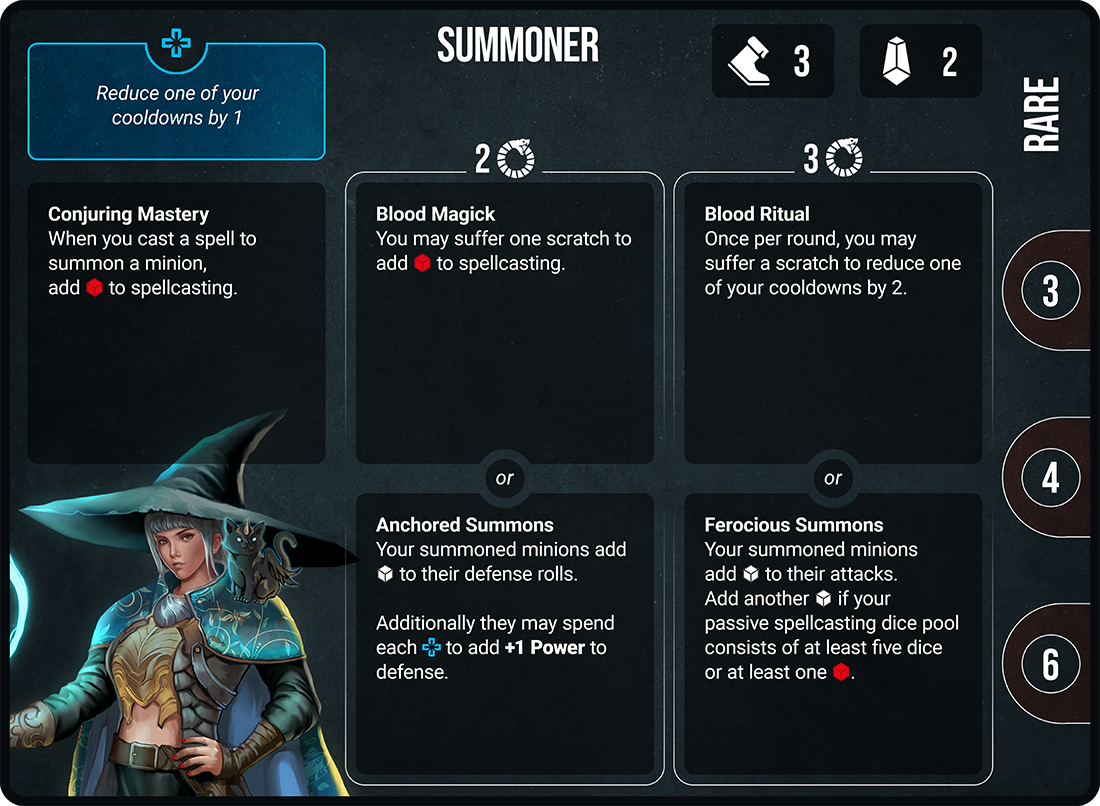 SUMMONER
3
2
RARE
Reduce one of your
cooldowns by 1
2
3
Conjuring Mastery
When you cast a spell to
summon a minion,
add to spellcasting.
Blood Magick
You may suffer one scratch to
add to spellcasting.
or
Anchored Summons
Your summoned minions add
to their defense rolls.
Additionally they may spend
each to add +1 Power to
defense.
Blood Ritual
Once per round, you may
suffer a scratch to reduce one
of your cooldowns by 2.
or
Ferocious Summons
Your summoned minions
add to their attacks.
Add another if your
passive spellcasting dice pool
consists of at least five dice
or at least one .
3
4
6